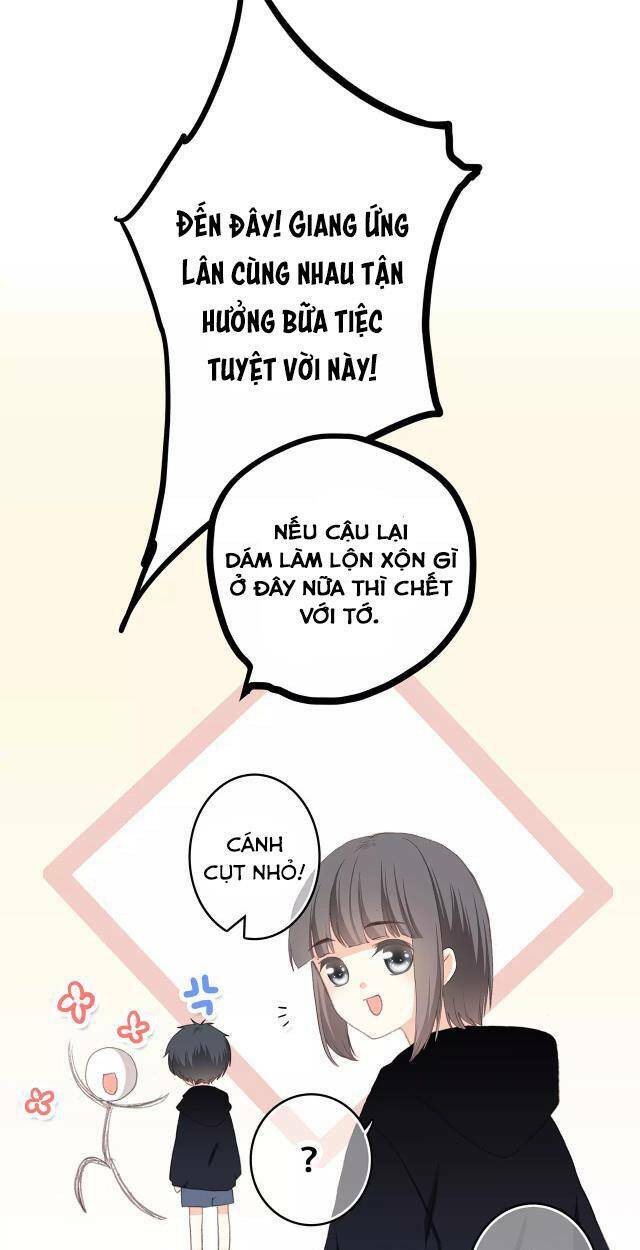 ĐẾN ĐÂY! GIANG ỨNG
LÂN CÙNG NHAU TẬN
HƯỞNG BỮA TIỆC
TUYỆT VỜI NÀY!
NẾU CẬU LẠI
DÁM LÀM LỘN XỘN GÌ
Ở ĐÂY NỮA THÌ CHẾT
VỚI TỚ.
CÁNH
CỤT NHỎ!
?